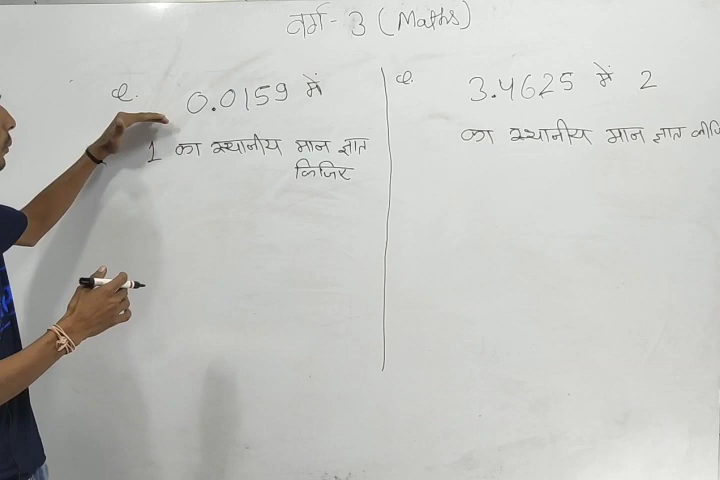 वर्ग - 3 (Maths)
Q. 0.0159 में
1 का स्थानीय मान ज्ञात
किजिए
Q. 3.4625 में 2
का स्थानीय मान ज्ञात